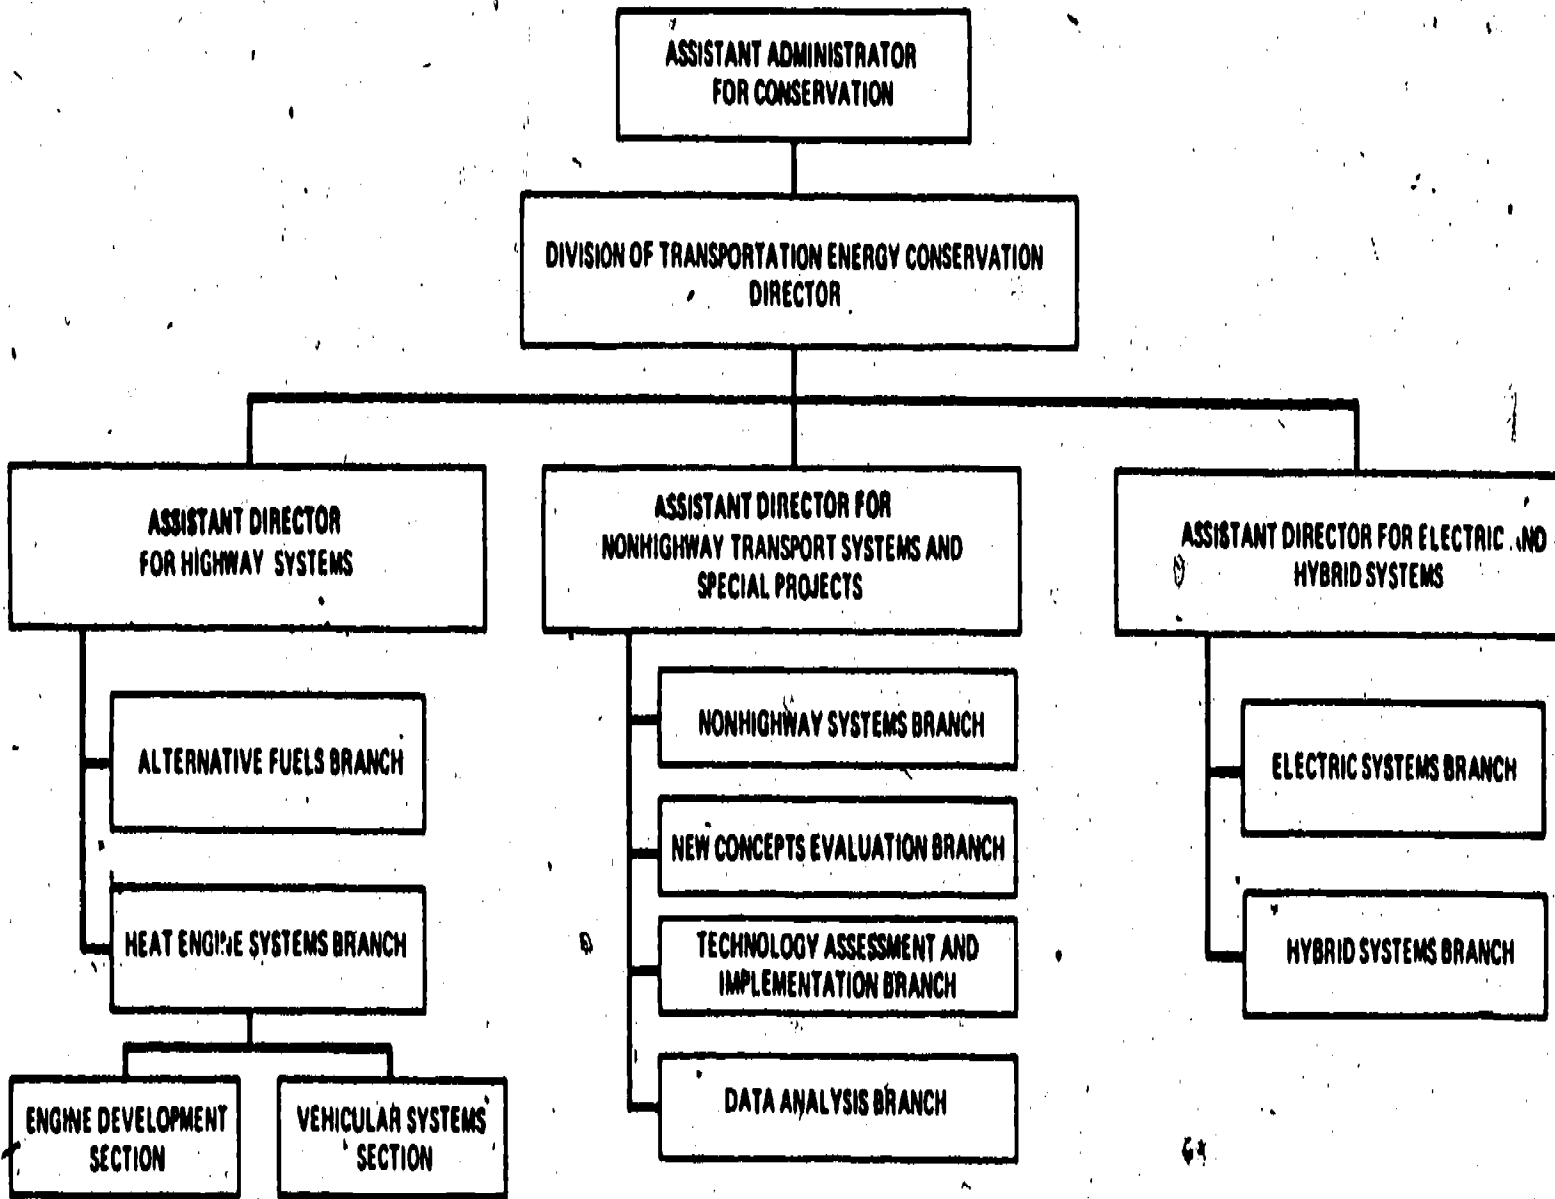 ASSISTANT ADMINISTRATOR
FOR CONSERVATION
DIVISION OF TRANSPORTATION ENERGY CONSERVATION
DIRECTOR
ASSISTANT DIRECTOR
FOR HIGHWAY SYSTEMS
ASSISTANT DIRECTOR FOR
NONHIGHWAY TRANSPORT SYSTEMS AND
SPECIAL PROJECTS
ASSISTANT DIRECTOR FOR ELECTRIC AND
HYBRID SYSTEMS
ALTERNATIVE FUELS BRANCH
HEAT ENGINE SYSTEMS BRANCH
ENGINE DEVELOPMENT
SECTION
VEHICULAR SYSTEMS
SECTION
NONHIGHWAY SYSTEMS BRANCH
NEW CONCEPTS EVALUATION BRANCH
TECHNOLOGY ASSESSMENT AND
IMPLEMENTATION BRANCH
DATA ANALYSIS BRANCH
ELECTRIC SYSTEMS BRANCH
HYBRID SYSTEMS BRANCH